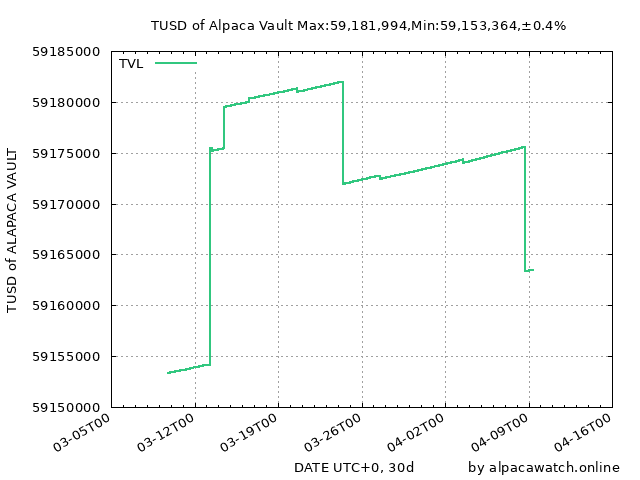 TUSD of Alpaca Vault Max:59,181,994,Min:59,153,364,±0.4%
59185000
TVL
59180000
59175000
59170000
59165000
59160000
59155000
59150000
TUSD of ALAPACA VAULT
03-05T00
03-12T00
03-19T00
03-26T00
04-02T00
04-09T00
04-16T00
DATE UTC+0, 30d
by alpacawatch.online